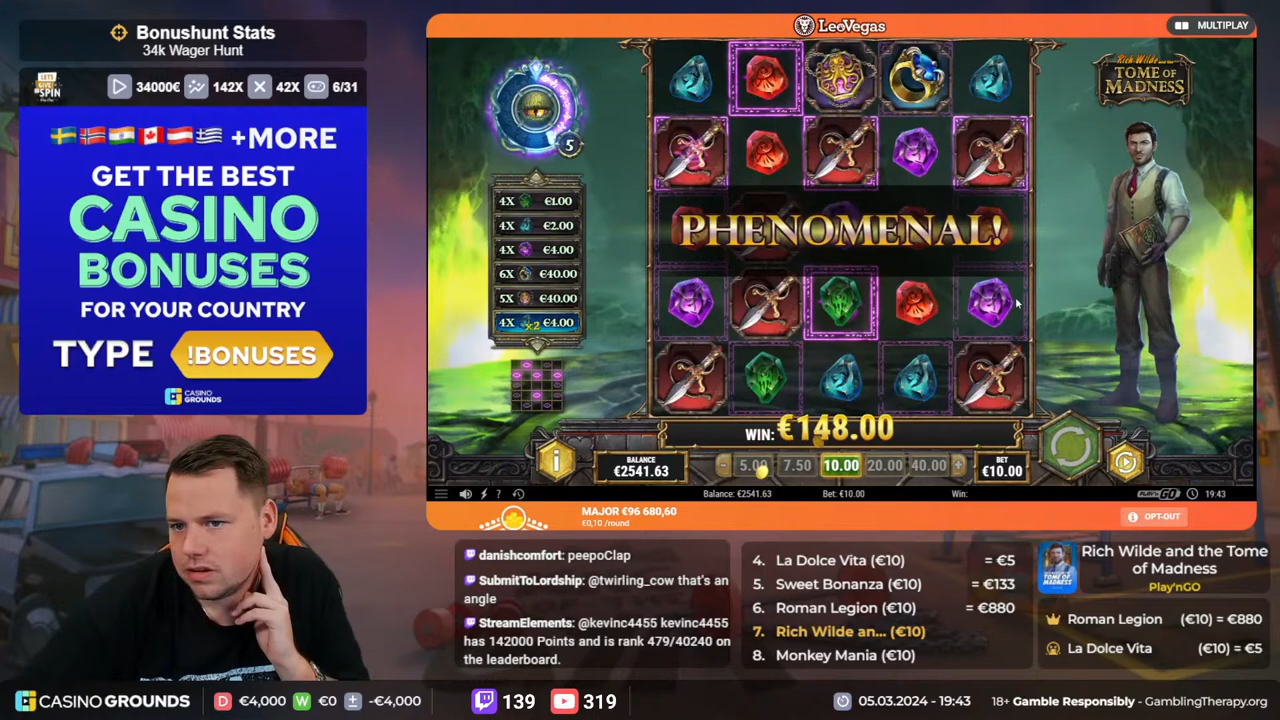 Bonushunt Stats
34k Wager Hunt
LETS GIVE IT A SPIN
34000€ 142X 42X 6/31
+MORE
GET THE BEST
CASINO
BONUSES
FOR YOUR COUNTRY
TYPE !BONUSES
CASINO
GROUNDS
LeoVegas
MULTIPLAY
5
4X €1.00
4X €2.00
4X €4.00
6X €40.00
5X €40.00
4X x2 €4.00
Rich Wilde and the
TOME OF
MADNESS
PHENOMENAL!
WIN: €148.00
BALANCE
€2541.63
- 5.00 7.50 10.00 20.00 40.00 +
BET
€10.00
Balance: €2541.63 Bet: €10.00 Win:
PLAY'n GO 19:43
MAJOR €96 680,60
€0,10 /round
OPT-OUT
danishcomfort: peepoClap
SubmitToLordship: @twirling_cow that's an
angle
StreamElements: @kevinc4455 kevinc4455
has 142000 Points and is rank 479/40240 on
the leaderboard.
4. La Dolce Vita (€10) = €5
5. Sweet Bonanza (€10) = €133
6. Roman Legion (€10) = €880
7. Rich Wilde an... (€10)
8. Monkey Mania (€10)
Rich Wilde and the Tome
of Madness
Play'nGO
Roman Legion (€10) = €880
La Dolce Vita (€10) = €5
CASINOGROUNDS
D €4,000 W €0 ± -€4,000
139 319
05.03.2024 - 19:43
18+ Gamble Responsibly - GamblingTherapy.org